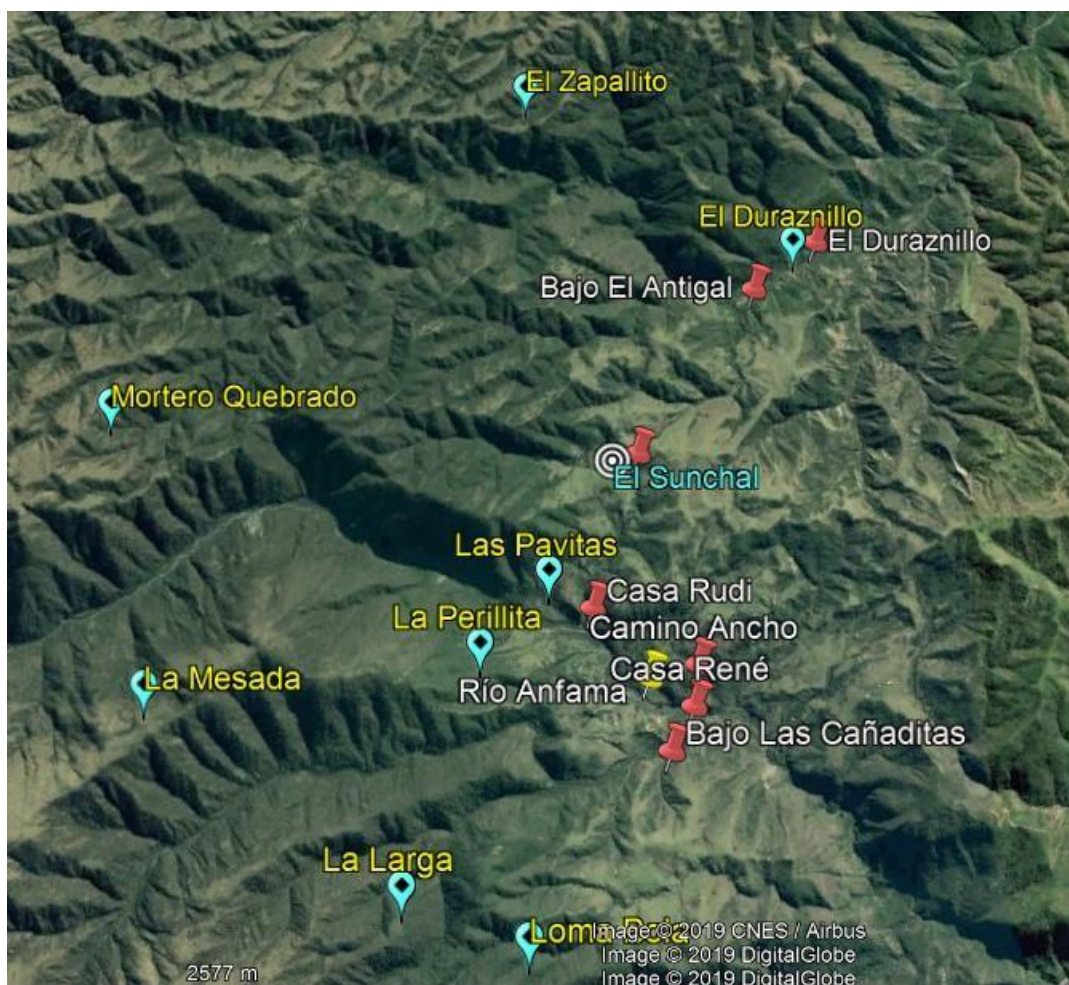 El Zapallito
El Duraznillo
El Duraznillo
Bajo El Antigal
Mortero Quebrado
El Sunchal
Las Pavitas
Casa Rudi
La Perillita
Camino Ancho
Casa René
La Mesada
Río Anfama
Bajo Las Cañaditas
La Larga
Loma Baja
Image © 2019 CNES / Airbus
Image © 2019 DigitalGlobe
2577 m
Image © 2019 DigitalGlobe